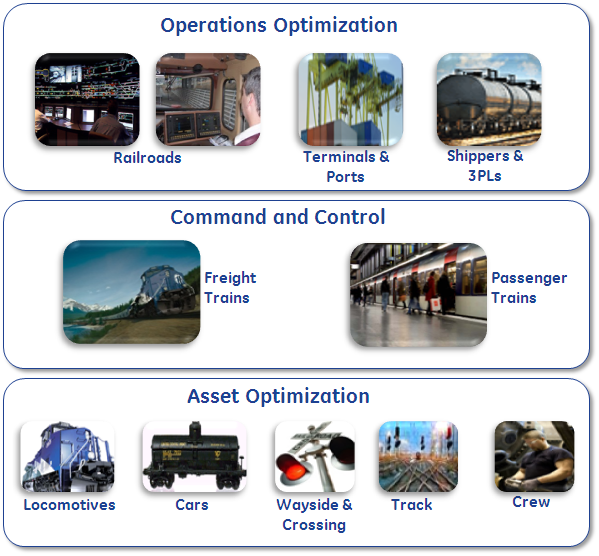 Operations Optimization
Railroads
Terminals &
Ports
Shippers &
3PLs
Command and Control
Freight
Trains
Passenger
Trains
Asset Optimization
Locomotives
Cars
Wayside &
Crossing
Track
Crew